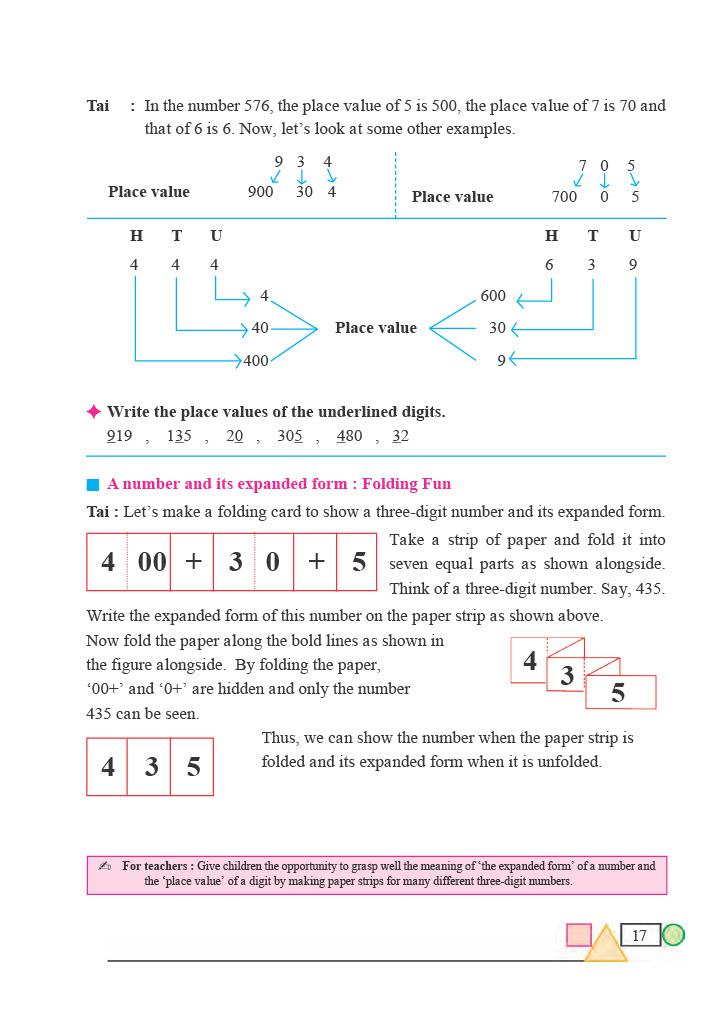 Tai : In the number 576, the place value of 5 is 500, the place value of 7 is 70 and
that of 6 is 6. Now, let’s look at some other examples.
9 3 4
Place value 900 30 4
7 0 5
Place value 700 0 5
H T U
4 4 4
4
40
400
Place value
H T U
6 3 9
600
30
9
Write the place values of the underlined digits.
919 , 135 , 20 , 305 , 480 , 32
A number and its expanded form : Folding Fun
Tai : Let’s make a folding card to show a three-digit number and its expanded form.
4 00 + 3 0 + 5
Take a strip of paper and fold it into
seven equal parts as shown alongside.
Think of a three-digit number. Say, 435.
Write the expanded form of this number on the paper strip as shown above.
Now fold the paper along the bold lines as shown in
the figure alongside. By folding the paper,
‘00+’ and ‘0+’ are hidden and only the number
435 can be seen.
4 3 5
4 3 5
Thus, we can show the number when the paper strip is
folded and its expanded form when it is unfolded.
✍ For teachers : Give children the opportunity to grasp well the meaning of ‘the expanded form’ of a number and
the ‘place value’ of a digit by making paper strips for many different three-digit numbers.
17